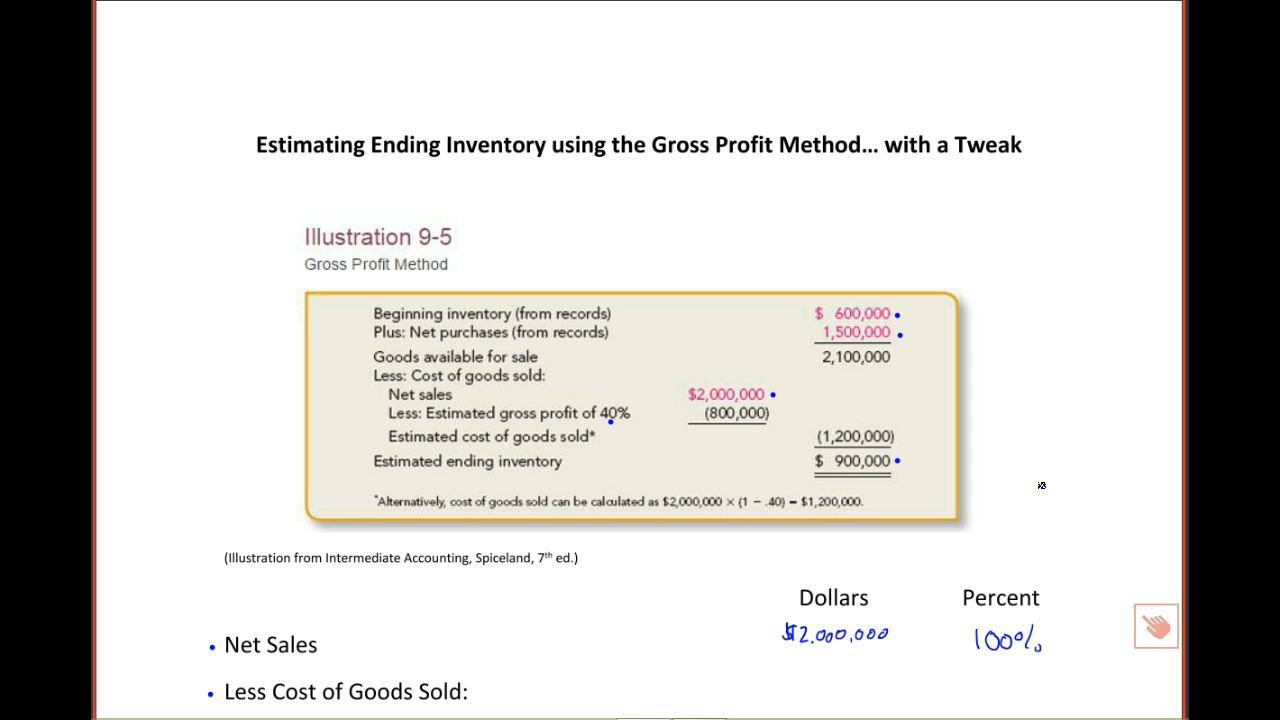 Estimating Ending Inventory using the Gross Profit Method... with a Tweak
Illustration 9-5
Gross Profit Method
Beginning inventory (from records) $ 600,000
Plus: Net purchases (from records) 1,500,000
Goods available for sale 2,100,000
Less: Cost of goods sold:
Net sales $2,000,000
Less: Estimated gross profit of 40% (800,000)
Estimated cost of goods sold* (1,200,000)
Estimated ending inventory $ 900,000
*Alternatively, cost of goods sold can be calculated as $2,000,000 × (1 − .40) = $1,200,000.
(Illustration from Intermediate Accounting, Spiceland, 7th ed.)
Dollars Percent
• Net Sales $2.000,000 100%
• Less Cost of Goods Sold: